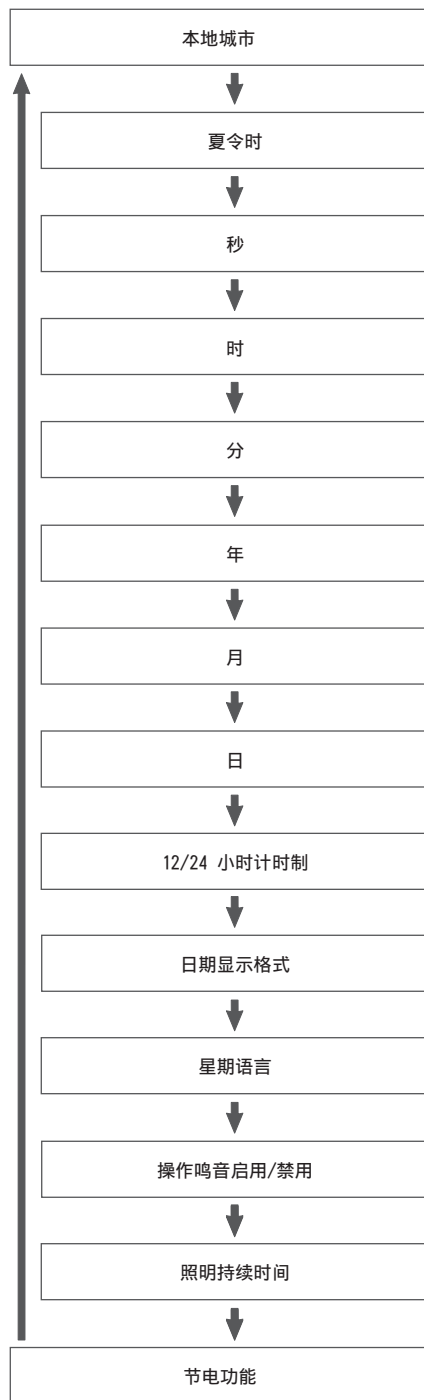 本地城市
夏令时
秒
时
分
年
月
日
12/24 小时计时制
日期显示格式
星期语言
操作鸣音启用/禁用
照明持续时间
节电功能